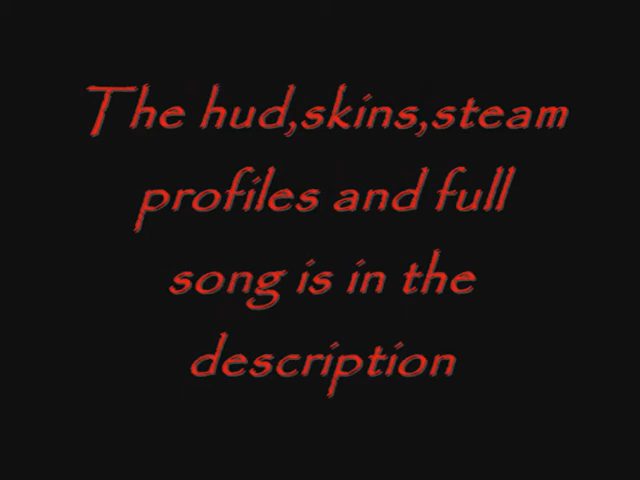 The hud,skins,steam
profiles and full
song is in the
description